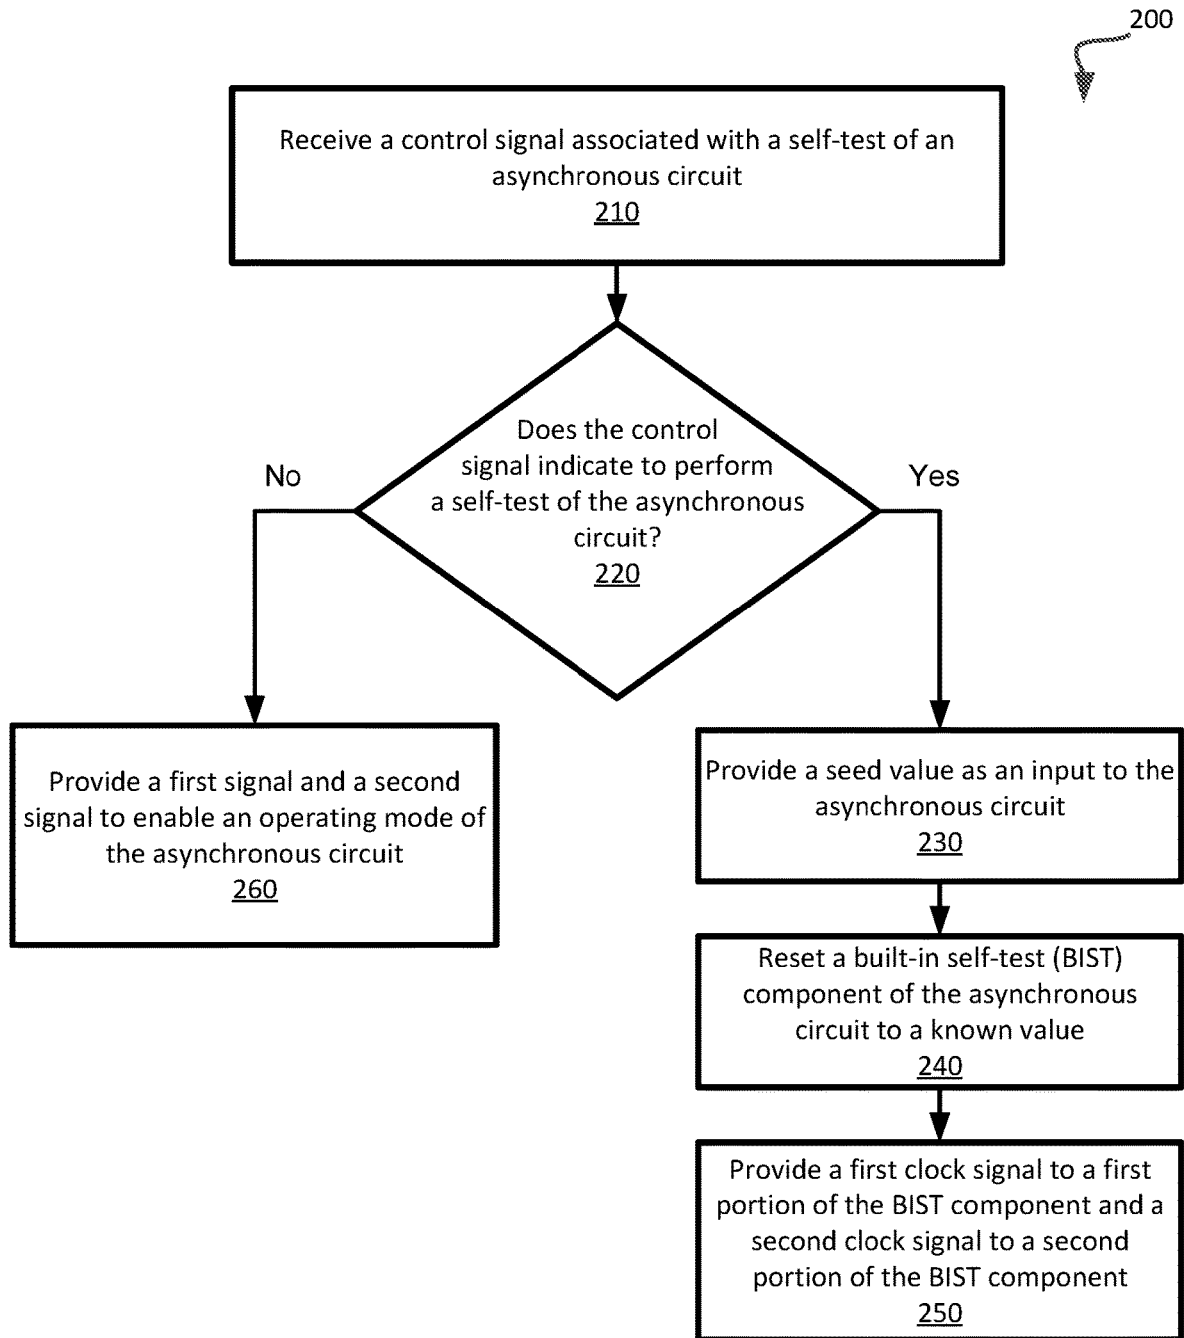 200
Receive a control signal associated with a self-test of an
asynchronous circuit
210
Does the control
signal indicate to perform
a self-test of the asynchronous
circuit?
220
No
Yes
Provide a first signal and a second
signal to enable an operating mode of
the asynchronous circuit
260
Provide a seed value as an input to the
asynchronous circuit
230
Reset a built-in self-test (BIST)
component of the asynchronous
circuit to a known value
240
Provide a first clock signal to a first
portion of the BIST component and a
second clock signal to a second
portion of the BIST component
250